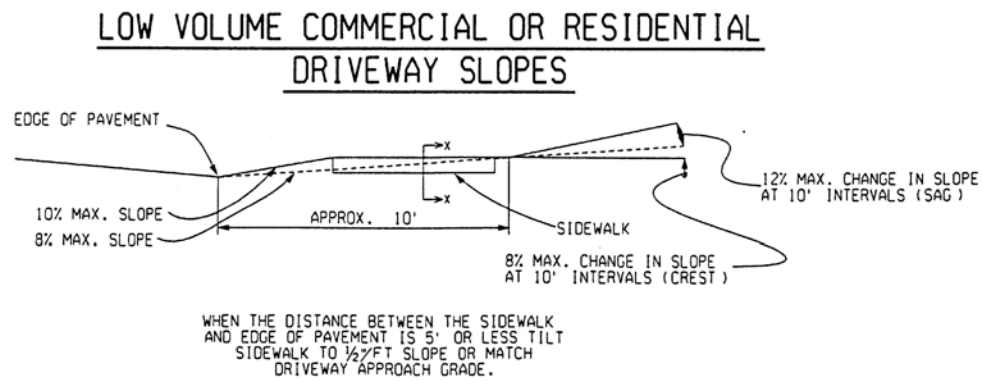 LOW VOLUME COMMERCIAL OR RESIDENTIAL
DRIVEWAY SLOPES
EDGE OF PAVEMENT
X
12% MAX. CHANGE IN SLOPE
AT 10' INTERVALS (SAG)
10% MAX. SLOPE
8% MAX. SLOPE
APPROX. 10'
X
SIDEWALK
8% MAX. CHANGE IN SLOPE
AT 10' INTERVALS (CREST)
WHEN THE DISTANCE BETWEEN THE SIDEWALK
AND EDGE OF PAVEMENT IS 5' OR LESS TILT
SIDEWALK TO ½"/FT SLOPE OR MATCH
DRIVEWAY APPROACH GRADE.